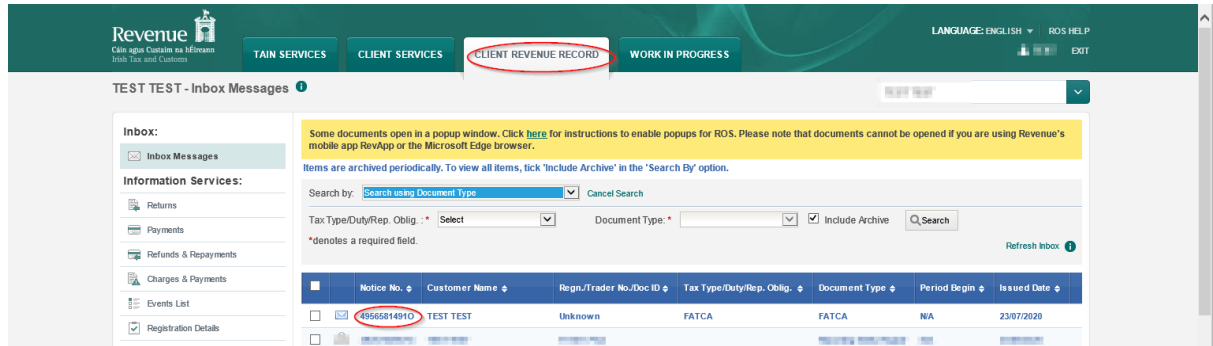 LANGUAGE: ENGLISH ROS HELP
Revenue
Cáin agus Custaim na hÉireann
Irish Tax and Customs
EXIT
TAIN SERVICES CLIENT SERVICES CLIENT REVENUE RECORD WORK IN PROGRESS
TEST TEST - Inbox Messages
Inbox:
Inbox Messages
Information Services:
Returns
Payments
Refunds & Repayments
Charges & Payments
Events List
Registration Details
Some documents open in a popup window. Click here for instructions to enable popups for ROS. Please note that documents cannot be opened if you are using Revenue's
mobile app RevApp or the Microsoft Edge browser.
Items are archived periodically. To view all items, tick 'Include Archive' in the 'Search By' option.
Search by: Search using Document Type Cancel Search
Tax Type/Duty/Rep. Oblig. :* Select Document Type: * Include Archive Search
*denotes a required field.
Refresh Inbox
Notice No. Customer Name Regn./Trader No./Doc ID Tax Type/Duty/Rep. Oblig. Document Type Period Begin Issued Date
4956581491O TEST TEST Unknown FATCA FATCA N/A 23/07/2020